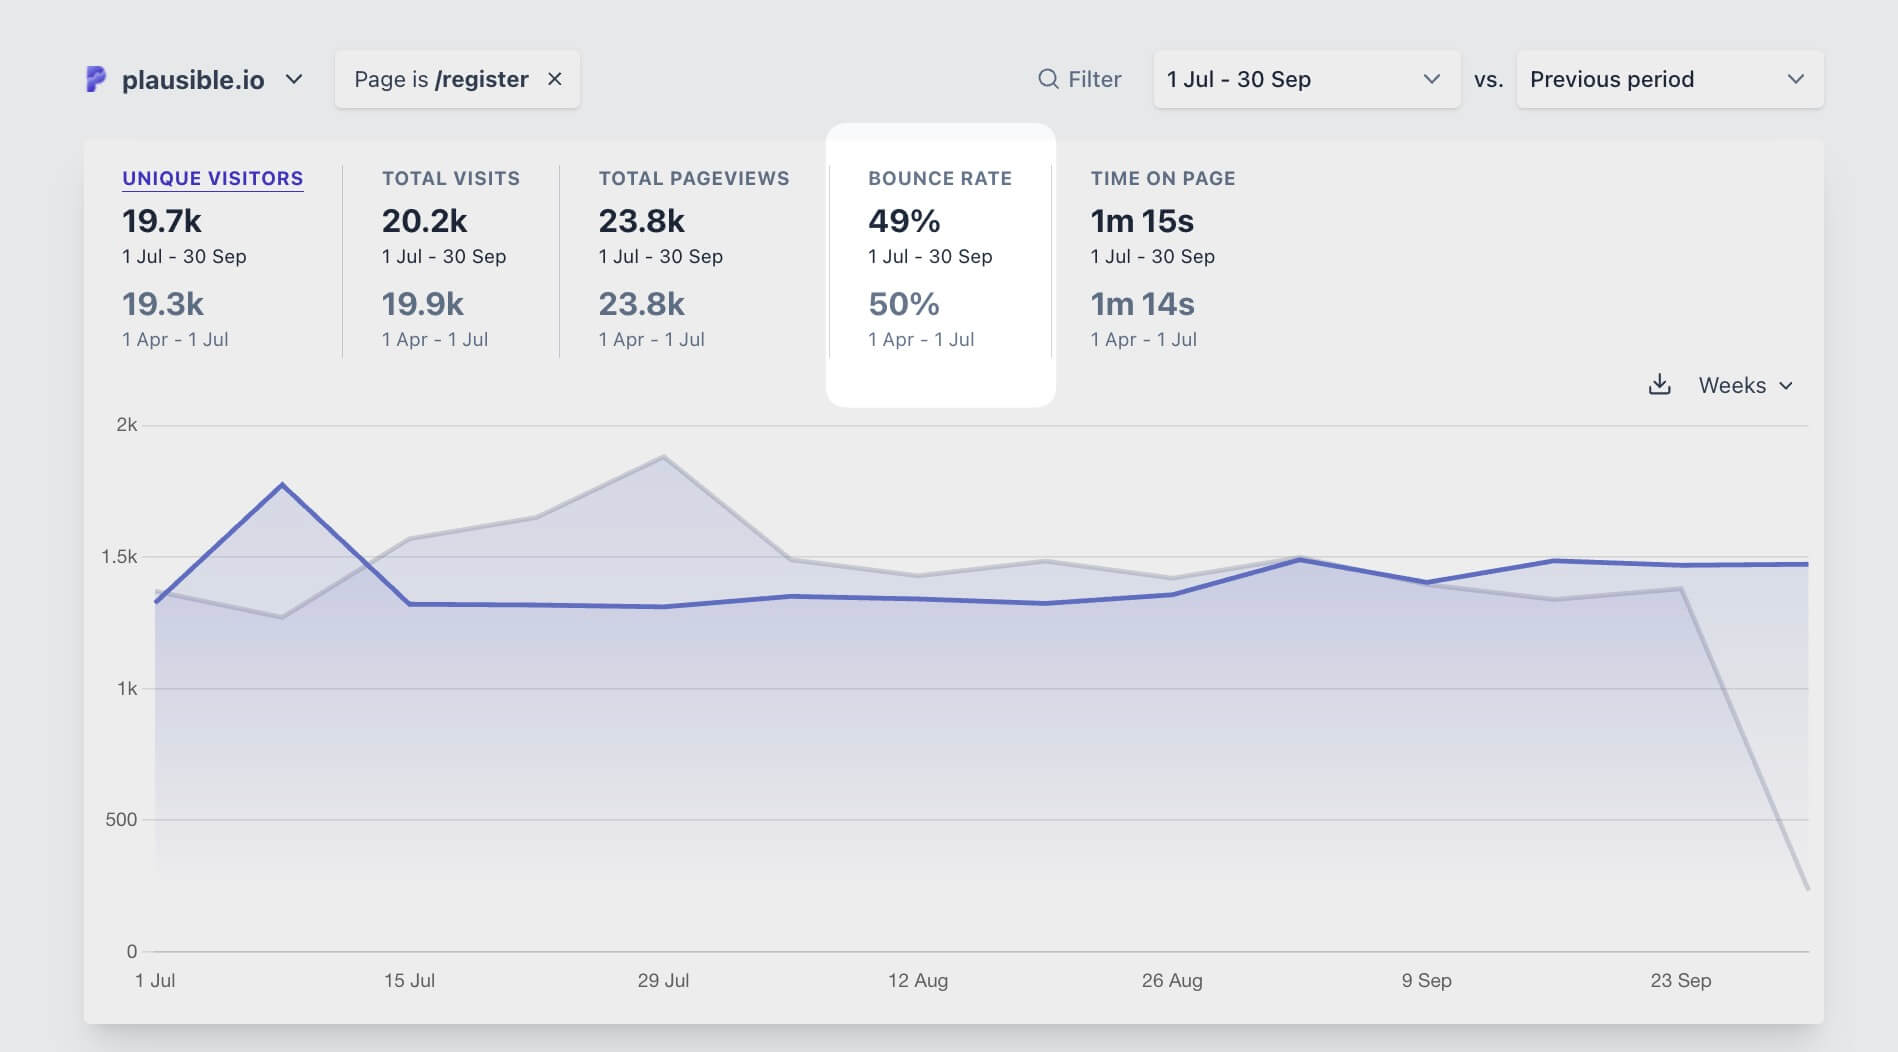 plausible.io
Page is /register
Filter
1 Jul - 30 Sep
vs.
Previous period
UNIQUE VISITORS
19.7k
1 Jul - 30 Sep
19.3k
1 Apr - 1 Jul
TOTAL VISITS
20.2k
1 Jul - 30 Sep
19.9k
1 Apr - 1 Jul
TOTAL PAGEVIEWS
23.8k
1 Jul - 30 Sep
23.8k
1 Apr - 1 Jul
BOUNCE RATE
49%
1 Jul - 30 Sep
50%
1 Apr - 1 Jul
TIME ON PAGE
1m 15s
1 Jul - 30 Sep
1m 14s
1 Apr - 1 Jul
Weeks
2k
1.5k
1k
500
0
1 Jul
15 Jul
29 Jul
12 Aug
26 Aug
9 Sep
23 Sep